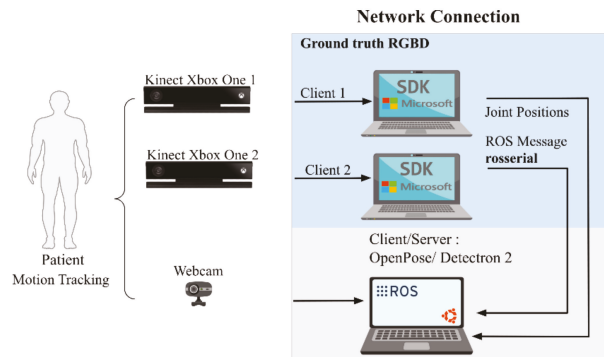 Network Connection
Ground truth RGBD
Kinect Xbox One 1
Client 1
SDK
Microsoft
Joint Positions
ROS Message
rosserial
Kinect Xbox One 2
Client 2
SDK
Microsoft
Patient
Motion Tracking
Webcam
Client/Server :
OpenPose/ Detectron 2
ROS